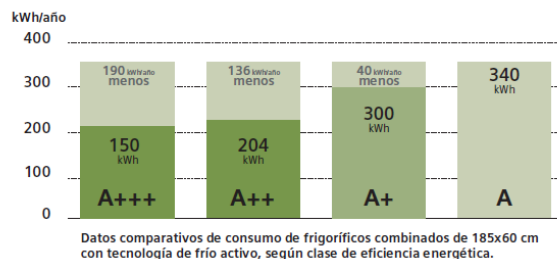 kWh/año
400
300
200
100
0
190 kWh/año
menos
150
kWh
A+++
136 kWh/año
menos
204
kWh
A++
40 kWh/año
menos
300
kWh
A+
340
kWh
A
Datos comparativos de consumo de frigoríficos combinados de 185x60 cm
con tecnología de frío activo, según clase de eficiencia energética.